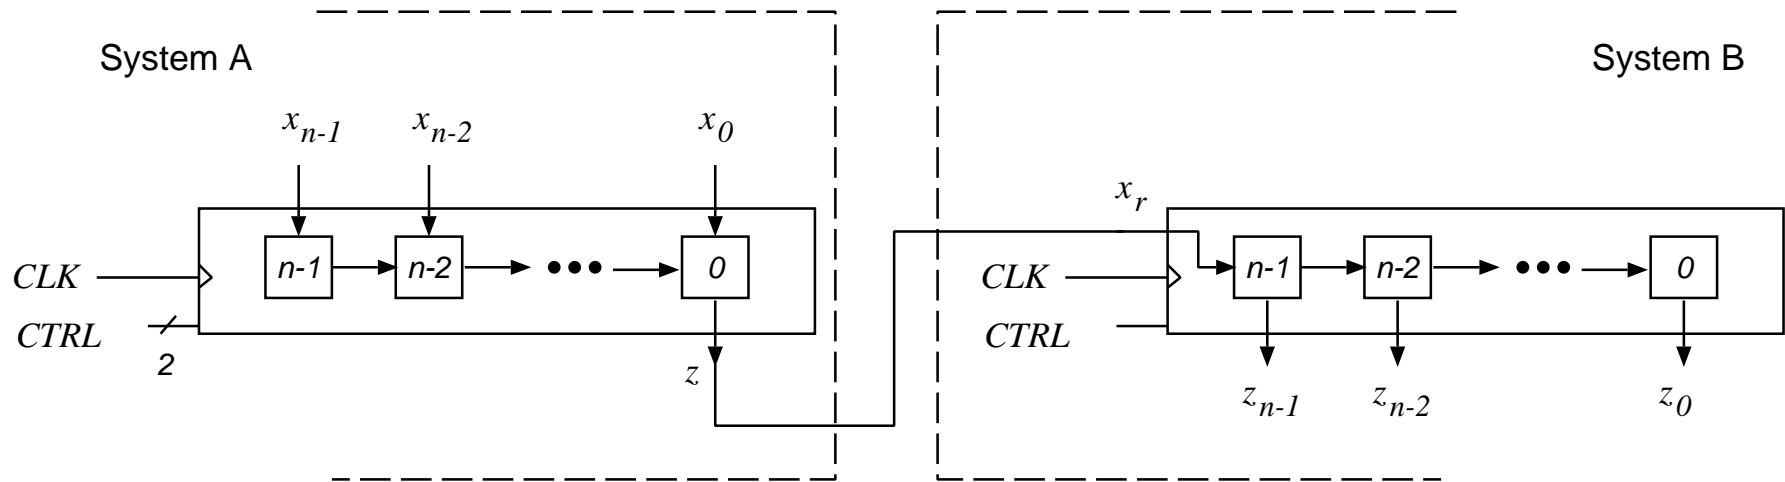 System A
System B
x_{n-1}
x_{n-2}
x_0
x_r
n-1
n-2
•••
0
n-1
n-2
•••
0
CLK
CLK
CTRL
2
CTRL
z
z_{n-1}
z_{n-2}
z_0